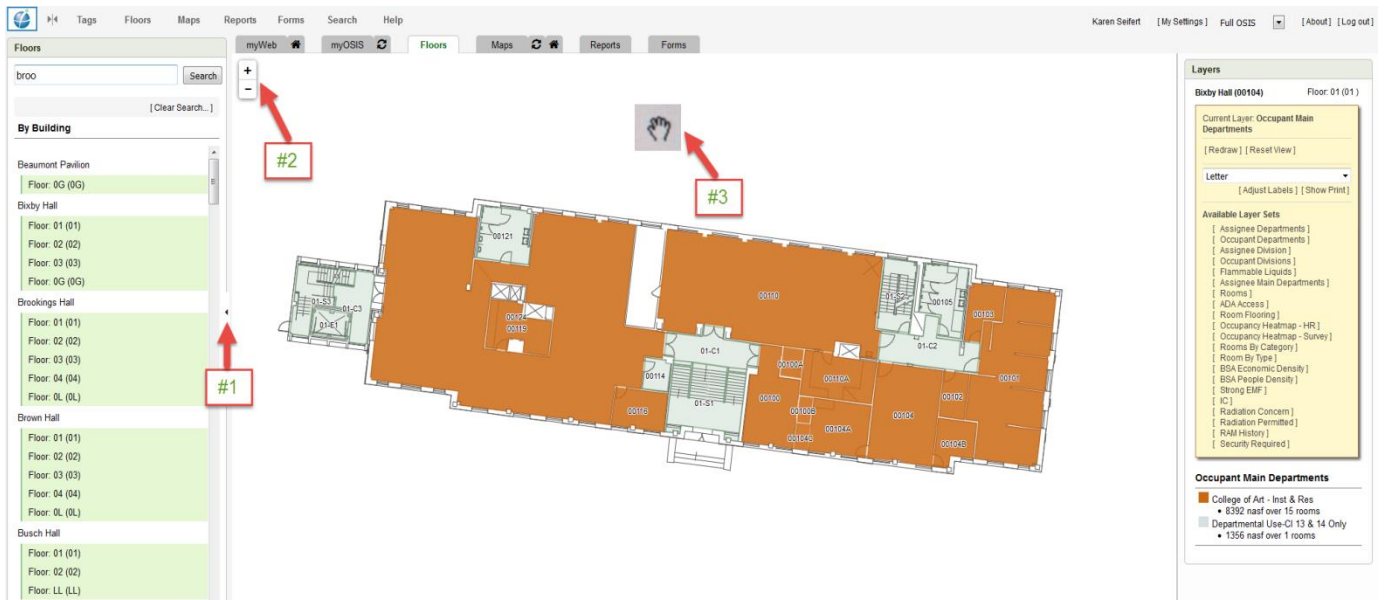 Tags Floors Maps Reports Forms Search Help
Karen Seifert [My Settings] Full OSIS [About] [Log out]
myWeb myOSIS Floors Maps Reports Forms
Floors
broo Search
[Clear Search...]
By Building
Beaumont Pavilion
Floor: 0G (0G)
Bixby Hall
Floor: 01 (01)
Floor: 02 (02)
Floor: 03 (03)
Floor: 0G (0G)
Brookings Hall
Floor: 01 (01)
Floor: 02 (02)
Floor: 03 (03)
Floor: 04 (04)
Floor: 0L (0L)
Brown Hall
Floor: 01 (01)
Floor: 02 (02)
Floor: 03 (03)
Floor: 04 (04)
Floor: 0L (0L)
Busch Hall
Floor: 01 (01)
Floor: 02 (02)
Floor: LL (LL)
+
−
#1
#2
#3
00121
01-S3
01-C3
01-E1
00124
00119
00114
00116
01-C1
01-S1
00110
01-S2
00105
01-C2
00103
00101
00100A
00110A
00100
00100B
00104C
00104A
00104
00102
00104B
Layers
Bixby Hall (00104) Floor: 01 (01 )
Current Layer: Occupant Main
Departments
[Redraw] [Reset View]
Letter
[Adjust Labels] [Show Print]
Available Layer Sets
[ Assignee Departments ]
[ Occupant Departments ]
[ Assignee Division ]
[ Occupant Divisions ]
[ Flammable Liquids ]
[ Assignee Main Departments ]
[ Rooms ]
[ ADA Access ]
[ Room Flooring ]
[ Occupancy Heatmap - HR ]
[ Occupancy Heatmap - Survey ]
[ Rooms By Category ]
[ Room By Type ]
[ BSA Economic Density ]
[ BSA People Density ]
[ Strong EMF ]
[ IC ]
[ Radiation Concern ]
[ Radiation Permitted ]
[ RAM History ]
[ Security Required ]
Occupant Main Departments
College of Art - Inst & Res
• 8392 nasf over 15 rooms
Departmental Use-Cl 13 & 14 Only
• 1356 nasf over 1 rooms